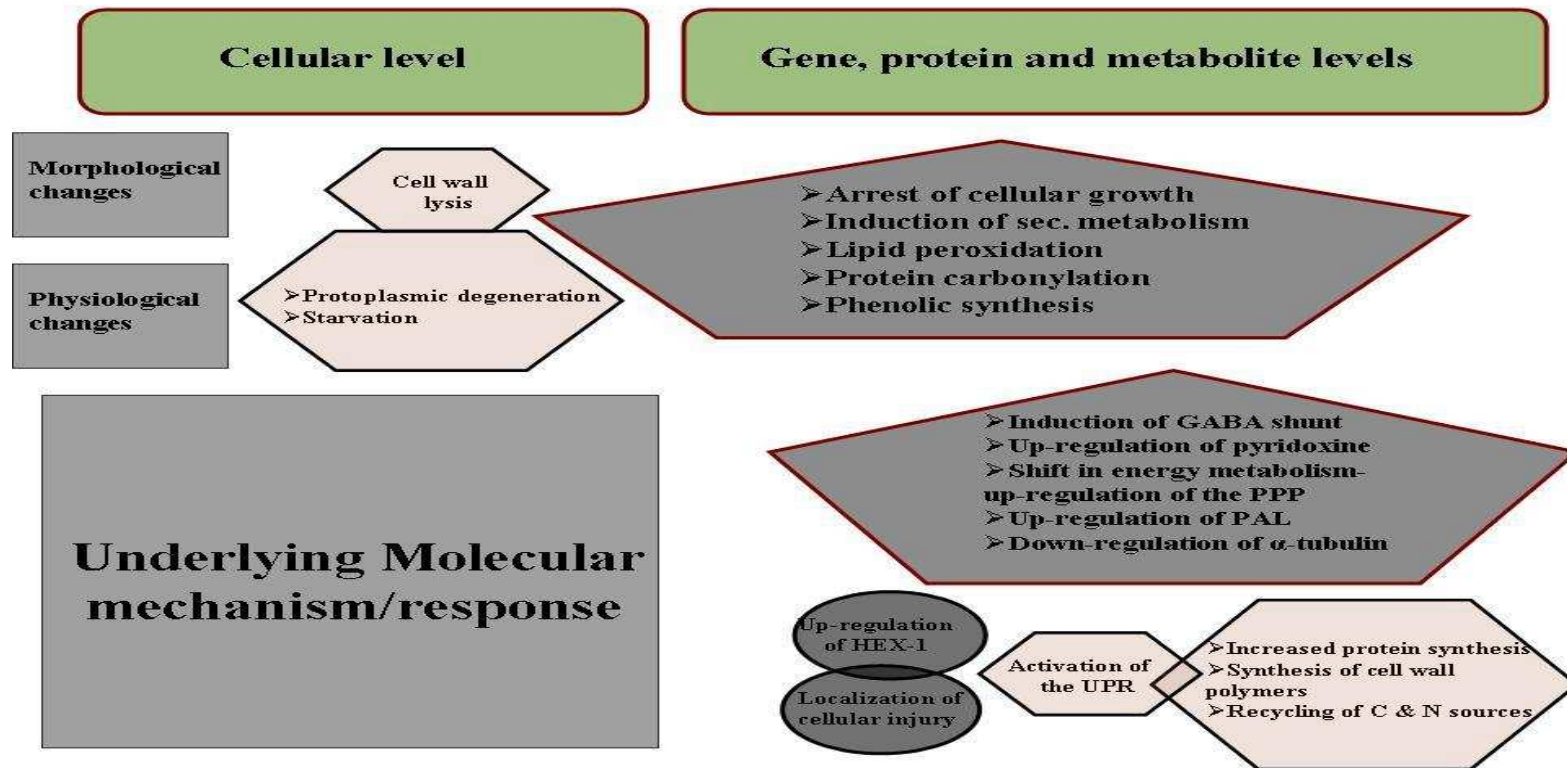 Cellular level
Gene, protein and metabolite levels
Morphological
changes
Cell wall
lysis
➢Arrest of cellular growth
➢Induction of sec. metabolism
➢Lipid peroxidation
➢Protein carbonylation
➢Phenolic synthesis
Physiological
changes
➢Protoplasmic degeneration
➢Starvation
Underlying Molecular
mechanism/response
➢Induction of GABA shunt
➢Up-regulation of pyridoxine
➢Shift in energy metabolism-
up-regulation of the PPP
➢Up-regulation of PAL
➢Down-regulation of α-tubulin
Up-regulation
of HEX-1
Localization of
cellular injury
Activation of
the UPR
➢Increased protein synthesis
➢Synthesis of cell wall
polymers
➢Recycling of C & N sources